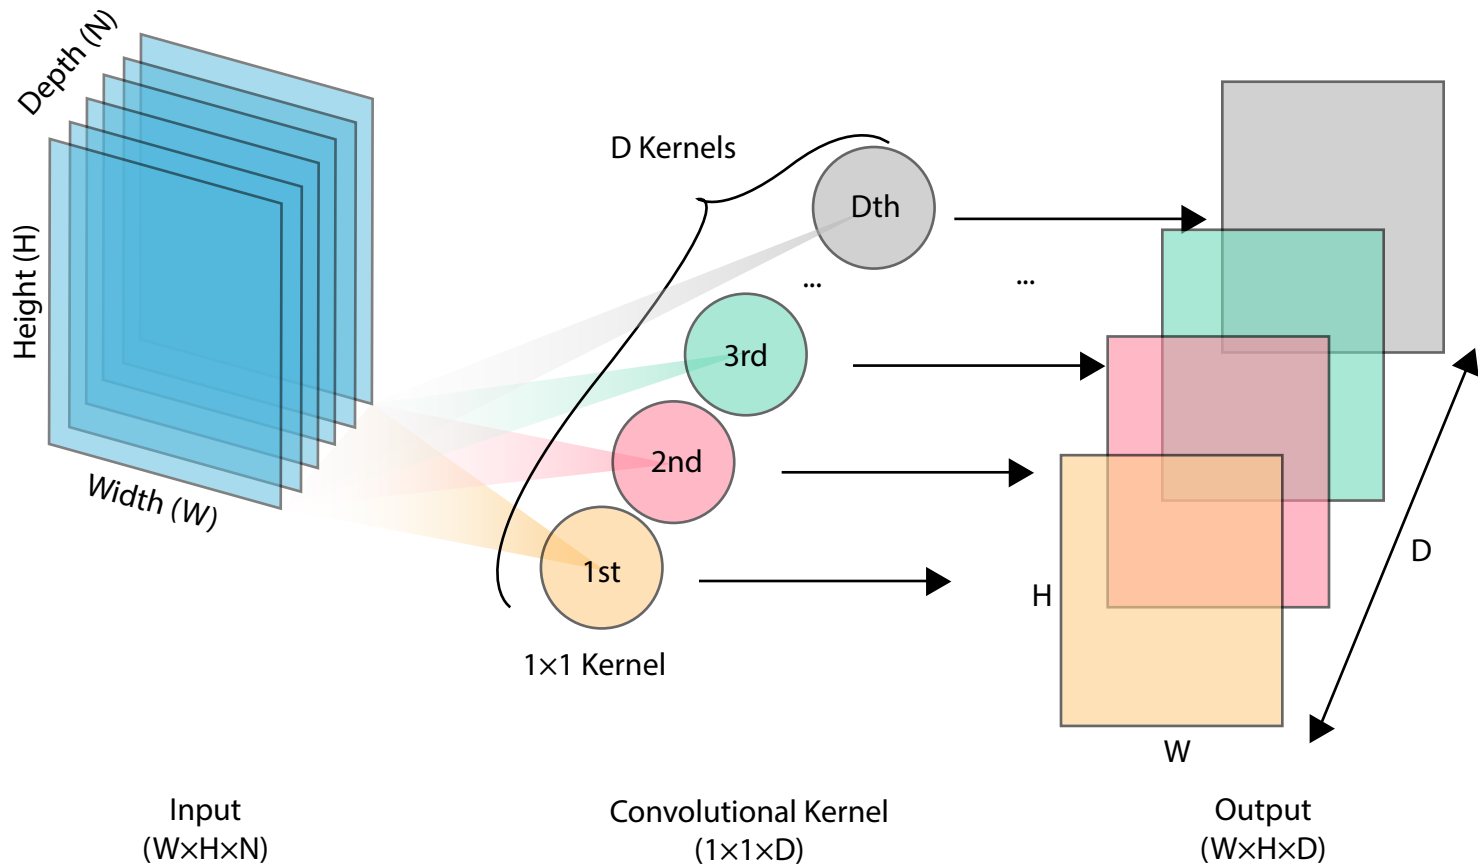 Depth (N)
Height (H)
Width (W)
D Kernels
Dth
...
...
3rd
2nd
1st
1×1 Kernel
H
W
D
Input
(W×H×N)
Convolutional Kernel
(1×1×D)
Output
(W×H×D)